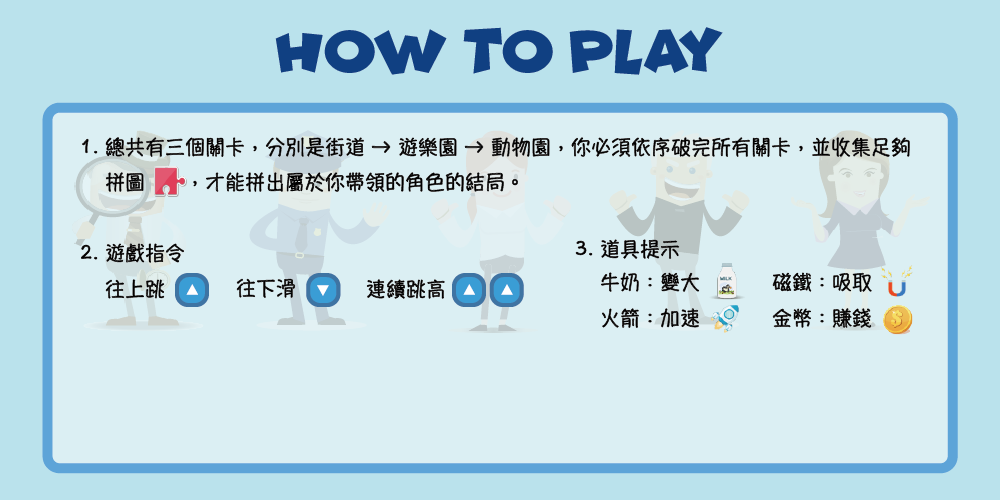 HOW TO PLAY
1. 總共有三個關卡，分別是街道 → 遊樂園 → 動物園，你必須依序破完所有關卡，並收集足夠
拼圖，才能拼出屬於你帶領的角色的結局。
2. 遊戲指令
往上跳 往下滑 連續跳高
3. 道具提示
牛奶：變大 磁鐵：吸取
MILK
火箭：加速 金幣：賺錢